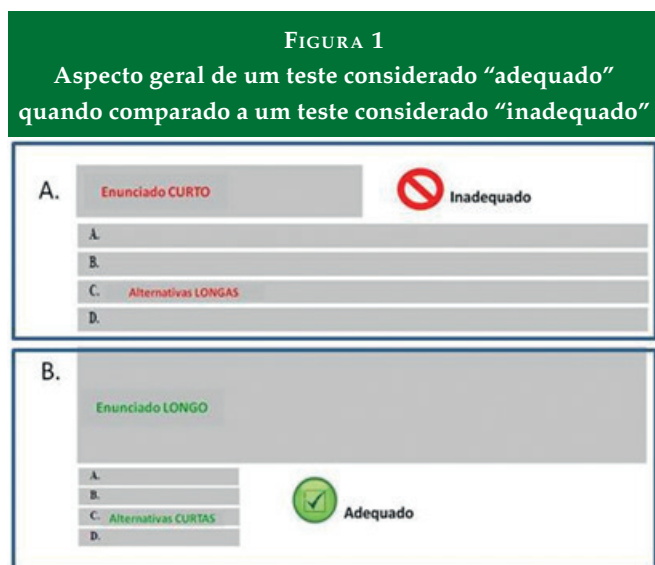 FIGURA 1
Aspecto geral de um teste considerado “adequado”
quando comparado a um teste considerado “inadequado”
A.
Enunciado CURTO
Inadequado
A.
B.
C. Alternativas LONGAS
D.
B.
Enunciado LONGO
A.
B.
C. Alternativas CURTAS
D.
Adequado